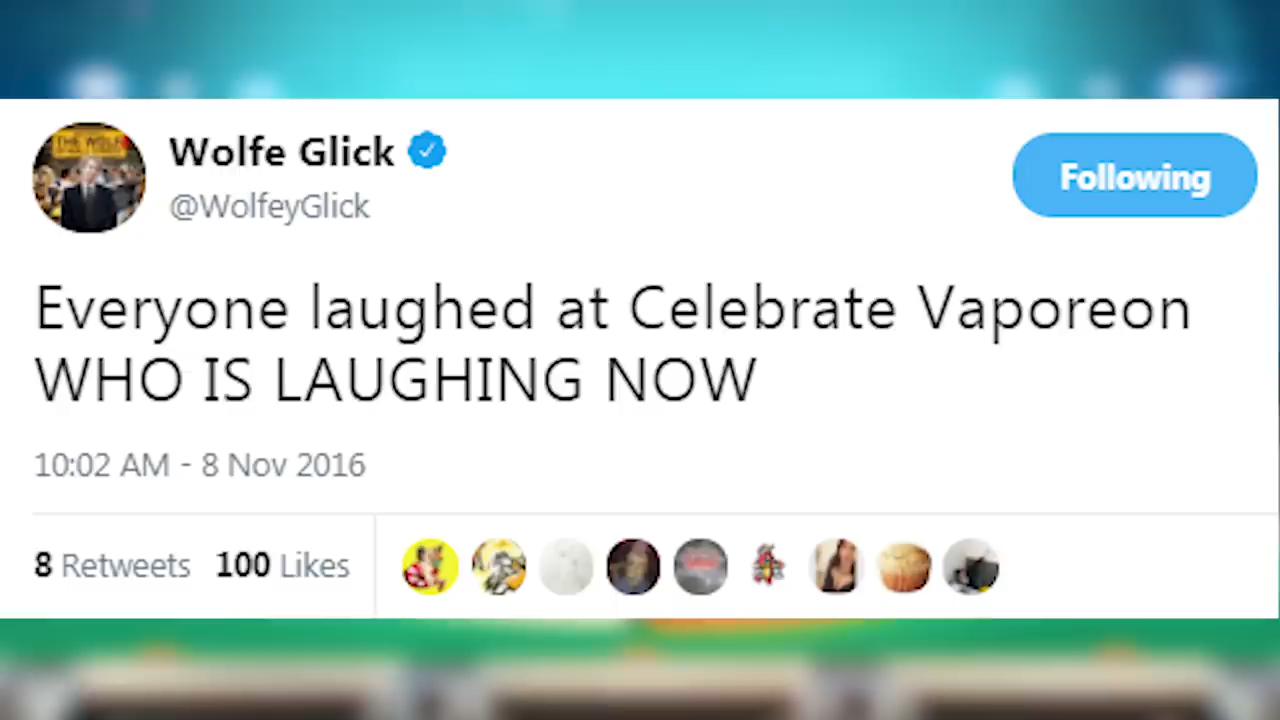 Wolfe Glick
@WolfeyGlick
Following
Everyone laughed at Celebrate Vaporeon
WHO IS LAUGHING NOW
10:02 AM - 8 Nov 2016
8 Retweets 100 Likes